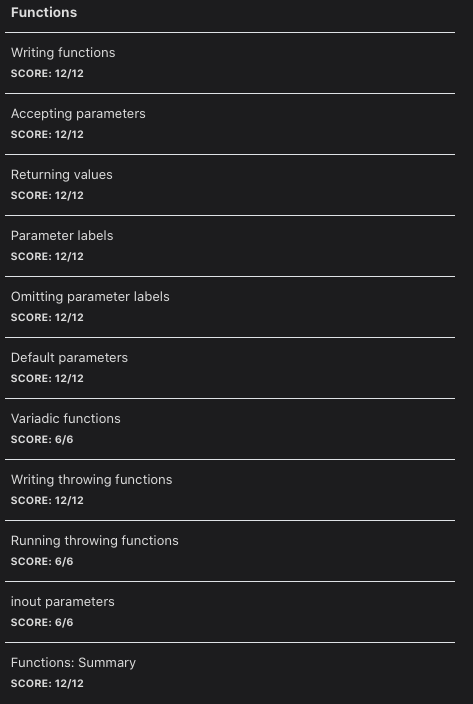 Functions
Writing functions
SCORE: 12/12
Accepting parameters
SCORE: 12/12
Returning values
SCORE: 12/12
Parameter labels
SCORE: 12/12
Omitting parameter labels
SCORE: 12/12
Default parameters
SCORE: 12/12
Variadic functions
SCORE: 6/6
Writing throwing functions
SCORE: 12/12
Running throwing functions
SCORE: 6/6
inout parameters
SCORE: 6/6
Functions: Summary
SCORE: 12/12